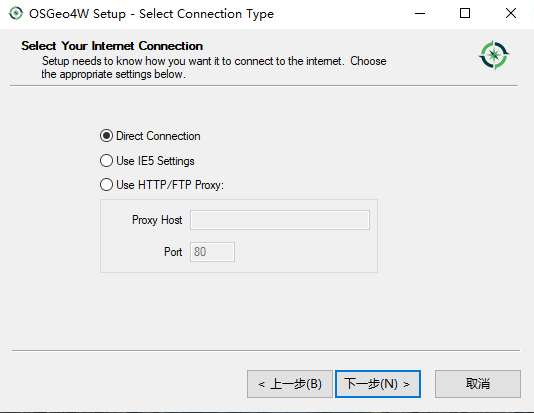 OSGeo4W Setup - Select Connection Type
Select Your Internet Connection
Setup needs to know how you want it to connect to the internet.  Choose
the appropriate settings below.
Direct Connection
Use IE5 Settings
Use HTTP/FTP Proxy:
Proxy Host
Port 80
< 上一步(B) 下一步(N) > 取消